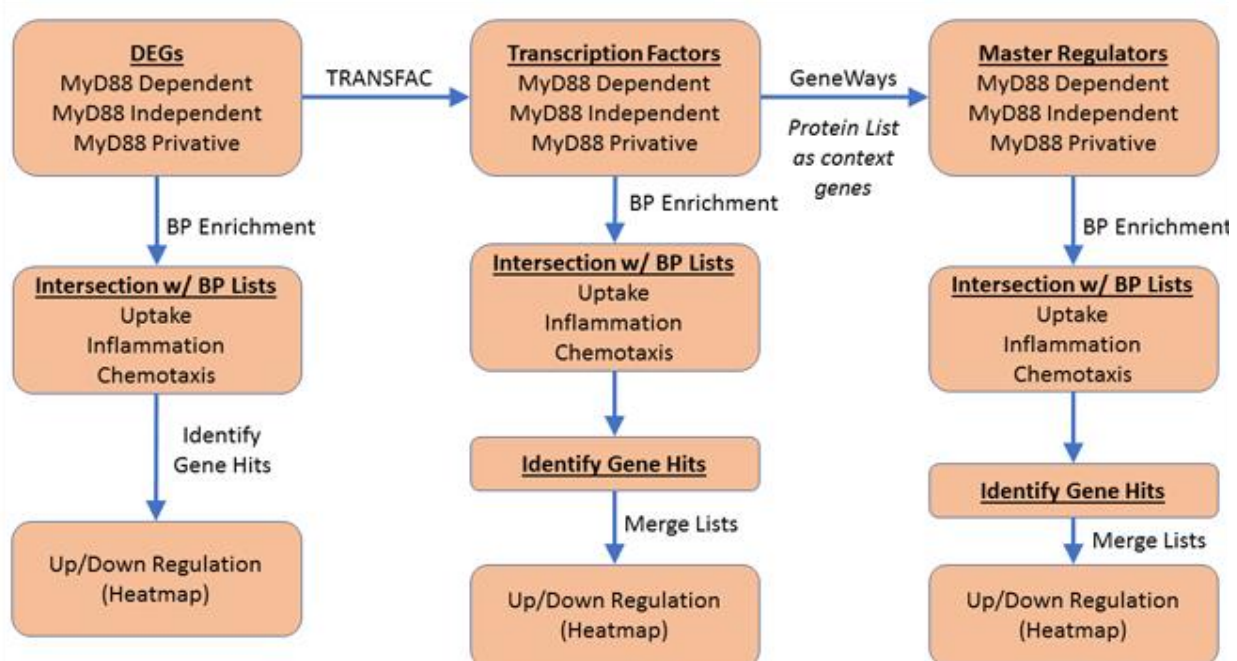 DEGs
MyD88 Dependent
MyD88 Independent
MyD88 Privative
TRANSFAC
Transcription Factors
MyD88 Dependent
MyD88 Independent
MyD88 Privative
GeneWays
Protein List
as context
genes
Master Regulators
MyD88 Dependent
MyD88 Independent
MyD88 Privative
BP Enrichment
Intersection w/ BP Lists
Uptake
Inflammation
Chemotaxis
Identify
Gene Hits
Up/Down Regulation
(Heatmap)
BP Enrichment
Intersection w/ BP Lists
Uptake
Inflammation
Chemotaxis
Identify Gene Hits
Merge Lists
Up/Down Regulation
(Heatmap)
BP Enrichment
Intersection w/ BP Lists
Uptake
Inflammation
Chemotaxis
Identify Gene Hits
Merge Lists
Up/Down Regulation
(Heatmap)